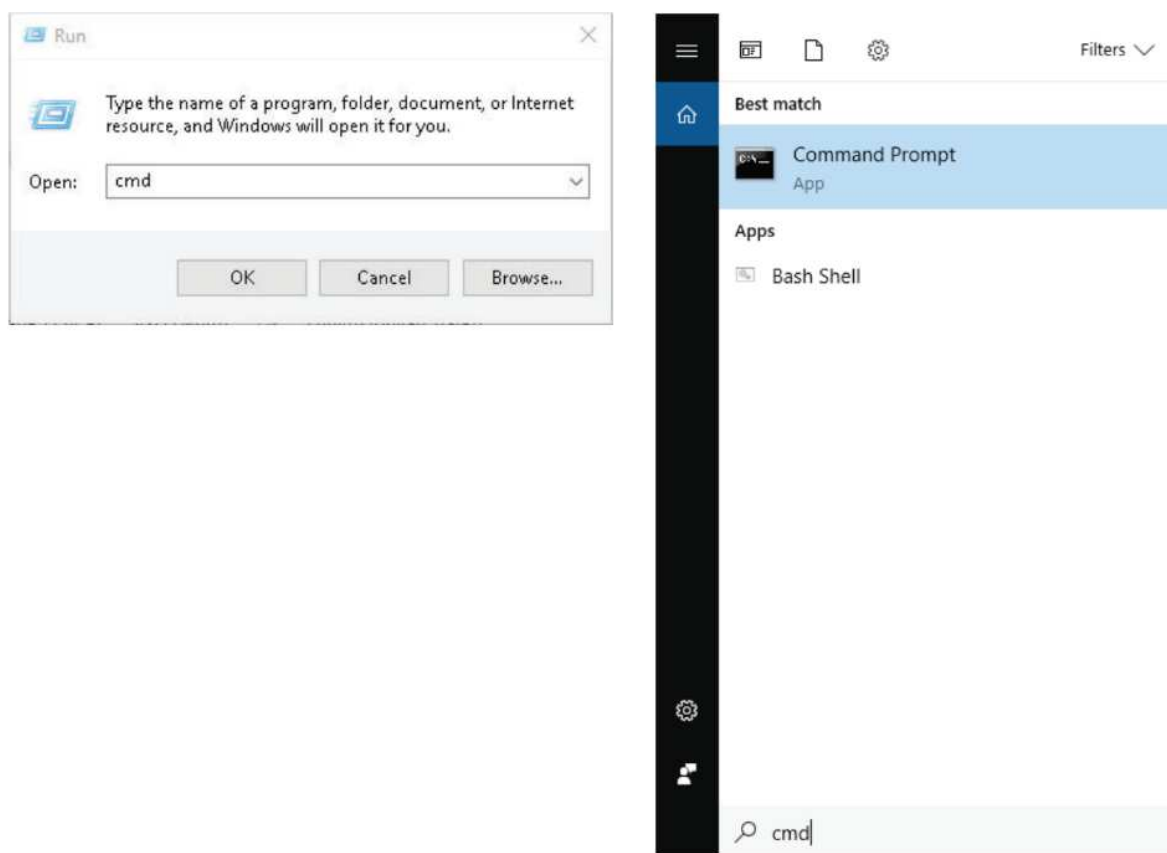 Run
Type the name of a program, folder, document, or Internet
resource, and Windows will open it for you.
Open: cmd
OK Cancel Browse...
Filters
Best match
Command Prompt
App
Apps
Bash Shell
cmd